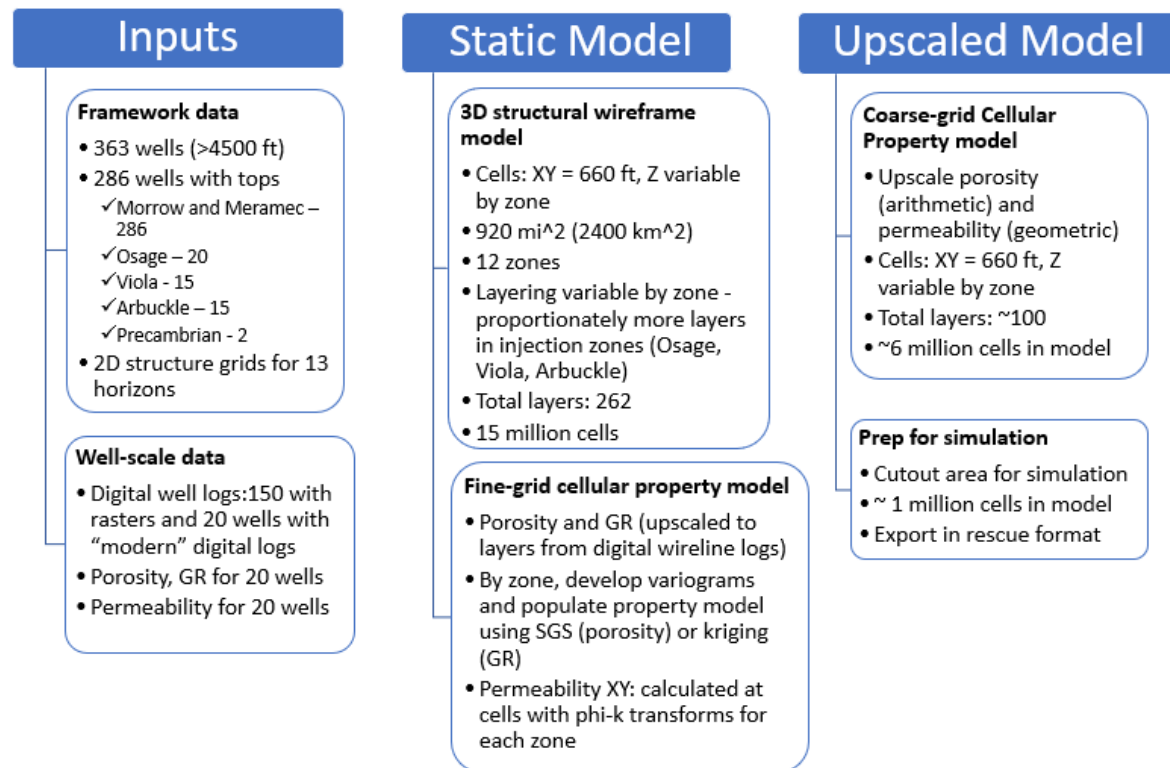 Inputs
Framework data
• 363 wells (>4500 ft)
• 286 wells with tops
✓Morrow and Meramec –
286
✓Osage – 20
✓Viola - 15
✓Arbuckle – 15
✓Precambrian - 2
• 2D structure grids for 13
horizons
Well-scale data
• Digital well logs:150 with
rasters and 20 wells with
“modern” digital logs
• Porosity, GR for 20 wells
• Permeability for 20 wells
Static Model
3D structural wireframe
model
• Cells: XY = 660 ft, Z variable
by zone
• 920 mi^2 (2400 km^2)
• 12 zones
• Layering variable by zone -
proportionately more layers
in injection zones (Osage,
Viola, Arbuckle)
• Total layers: 262
• 15 million cells
Fine-grid cellular property model
• Porosity and GR (upscaled to
layers from digital wireline logs)
• By zone, develop variograms
and populate property model
using SGS (porosity) or kriging
(GR)
• Permeability XY: calculated at
cells with phi-k transforms for
each zone
Upscaled Model
Coarse-grid Cellular
Property model
• Upscale porosity
(arithmetic) and
permeability (geometric)
• Cells: XY = 660 ft, Z
variable by zone
• Total layers: ~100
• ~6 million cells in model
Prep for simulation
• Cutout area for simulation
• ~ 1 million cells in model
• Export in rescue format